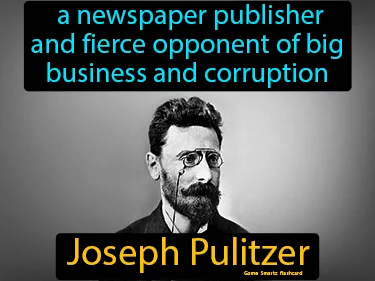 a newspaper publisher
and fierce opponent of big
business and corruption
Joseph Pulitzer
Game Smartz flashcard